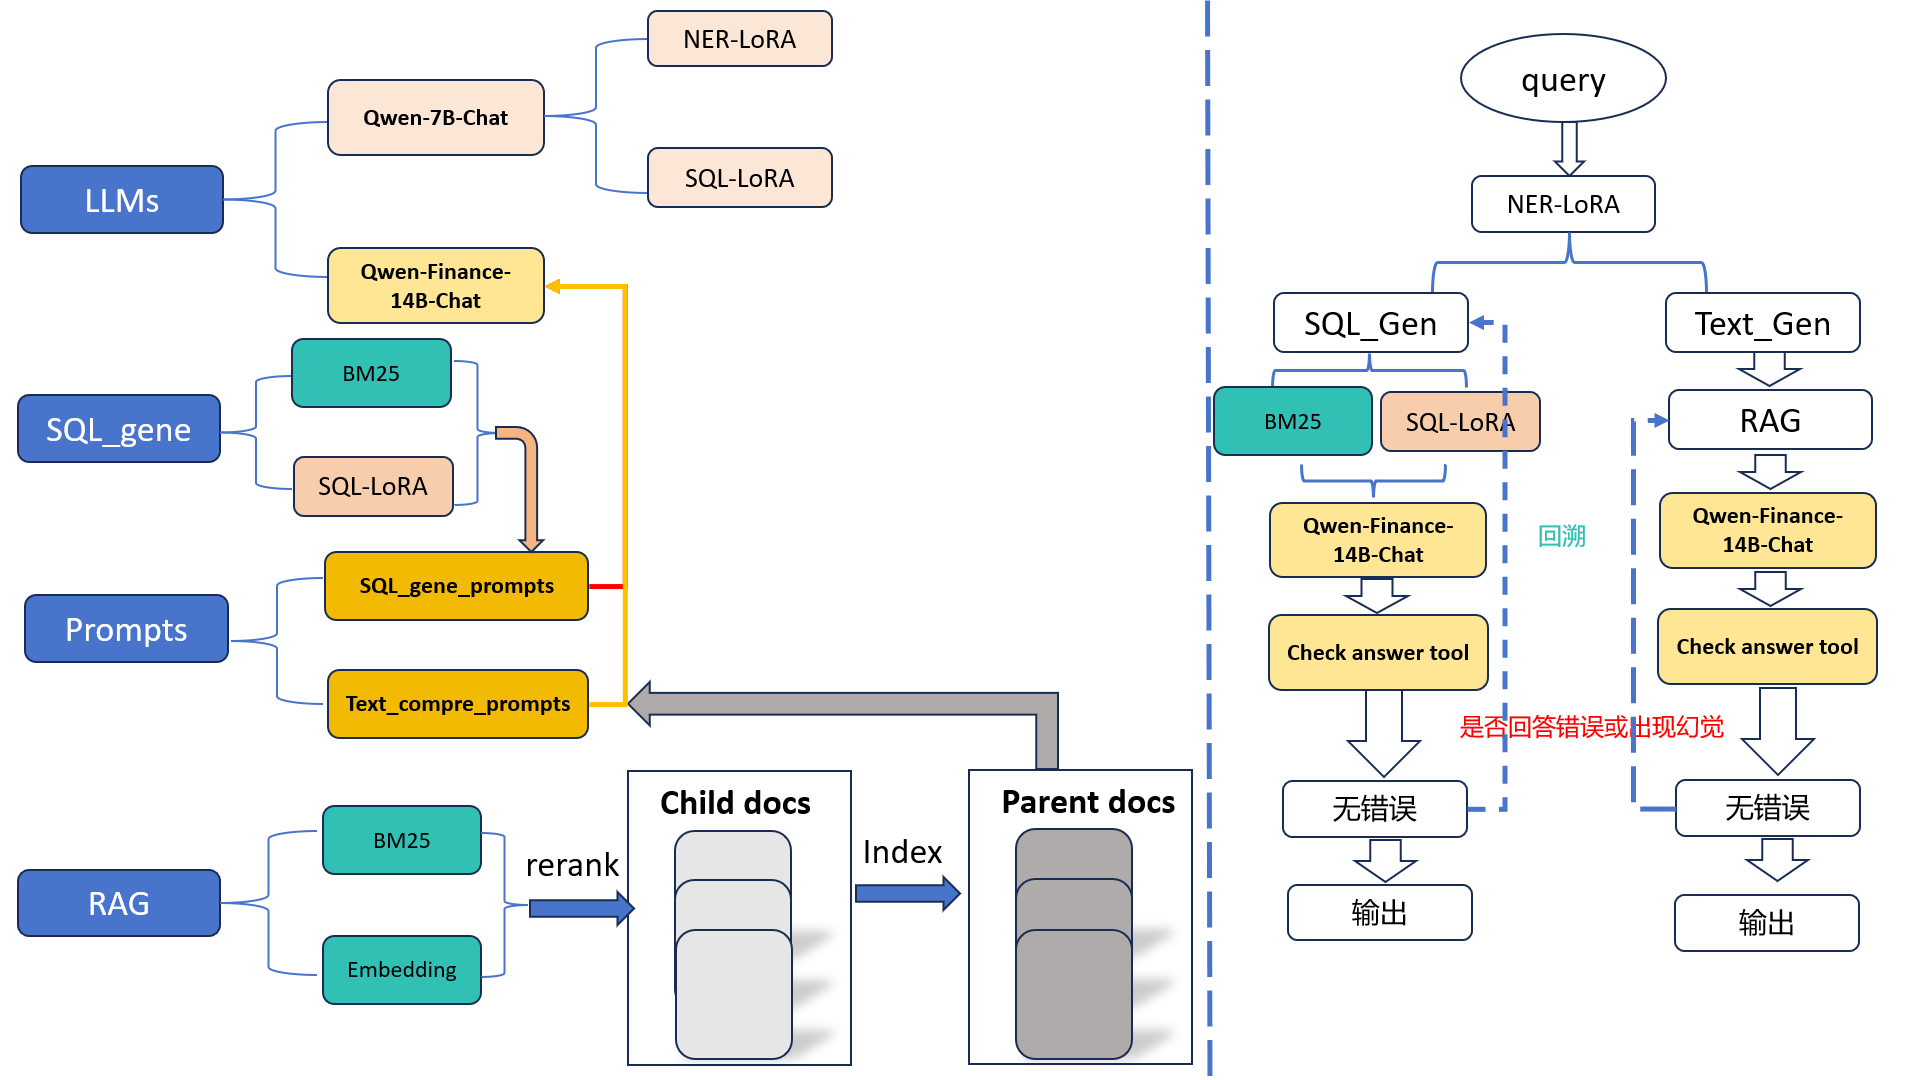 NER-LoRA
Qwen-7B-Chat
SQL-LoRA
LLMs
Qwen-Finance-
14B-Chat
BM25
SQL_gene
SQL-LoRA
SQL_gene_prompts
Prompts
Text_compre_prompts
BM25
RAG
Embedding
rerank
Child docs
Index
Parent docs
query
NER-LoRA
SQL_Gen
Text_Gen
BM25
SQL-LoRA
RAG
Qwen-Finance-
14B-Chat
回溯
Qwen-Finance-
14B-Chat
Check answer tool
Check answer tool
是否回答错误或出现幻觉
无错误
无错误
输出
输出